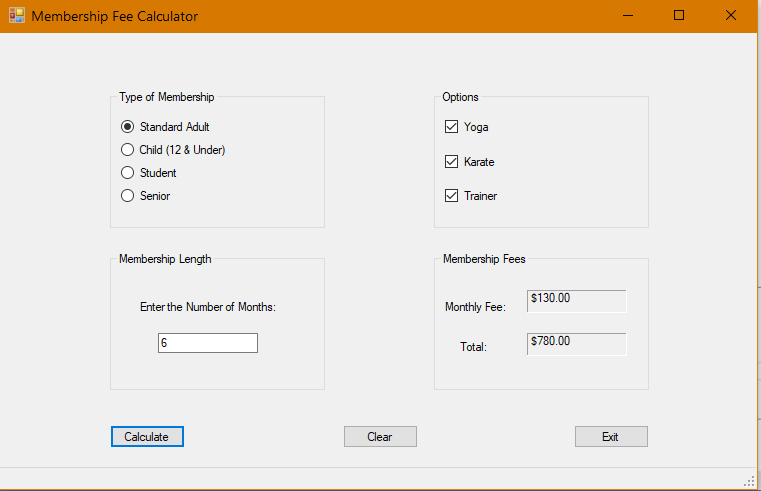 Membership Fee Calculator
Type of Membership
Standard Adult
Child (12 & Under)
Student
Senior
Options
Yoga
Karate
Trainer
Membership Length
Enter the Number of Months:
6
Membership Fees
Monthly Fee: $130.00
Total: $780.00
Calculate Clear Exit